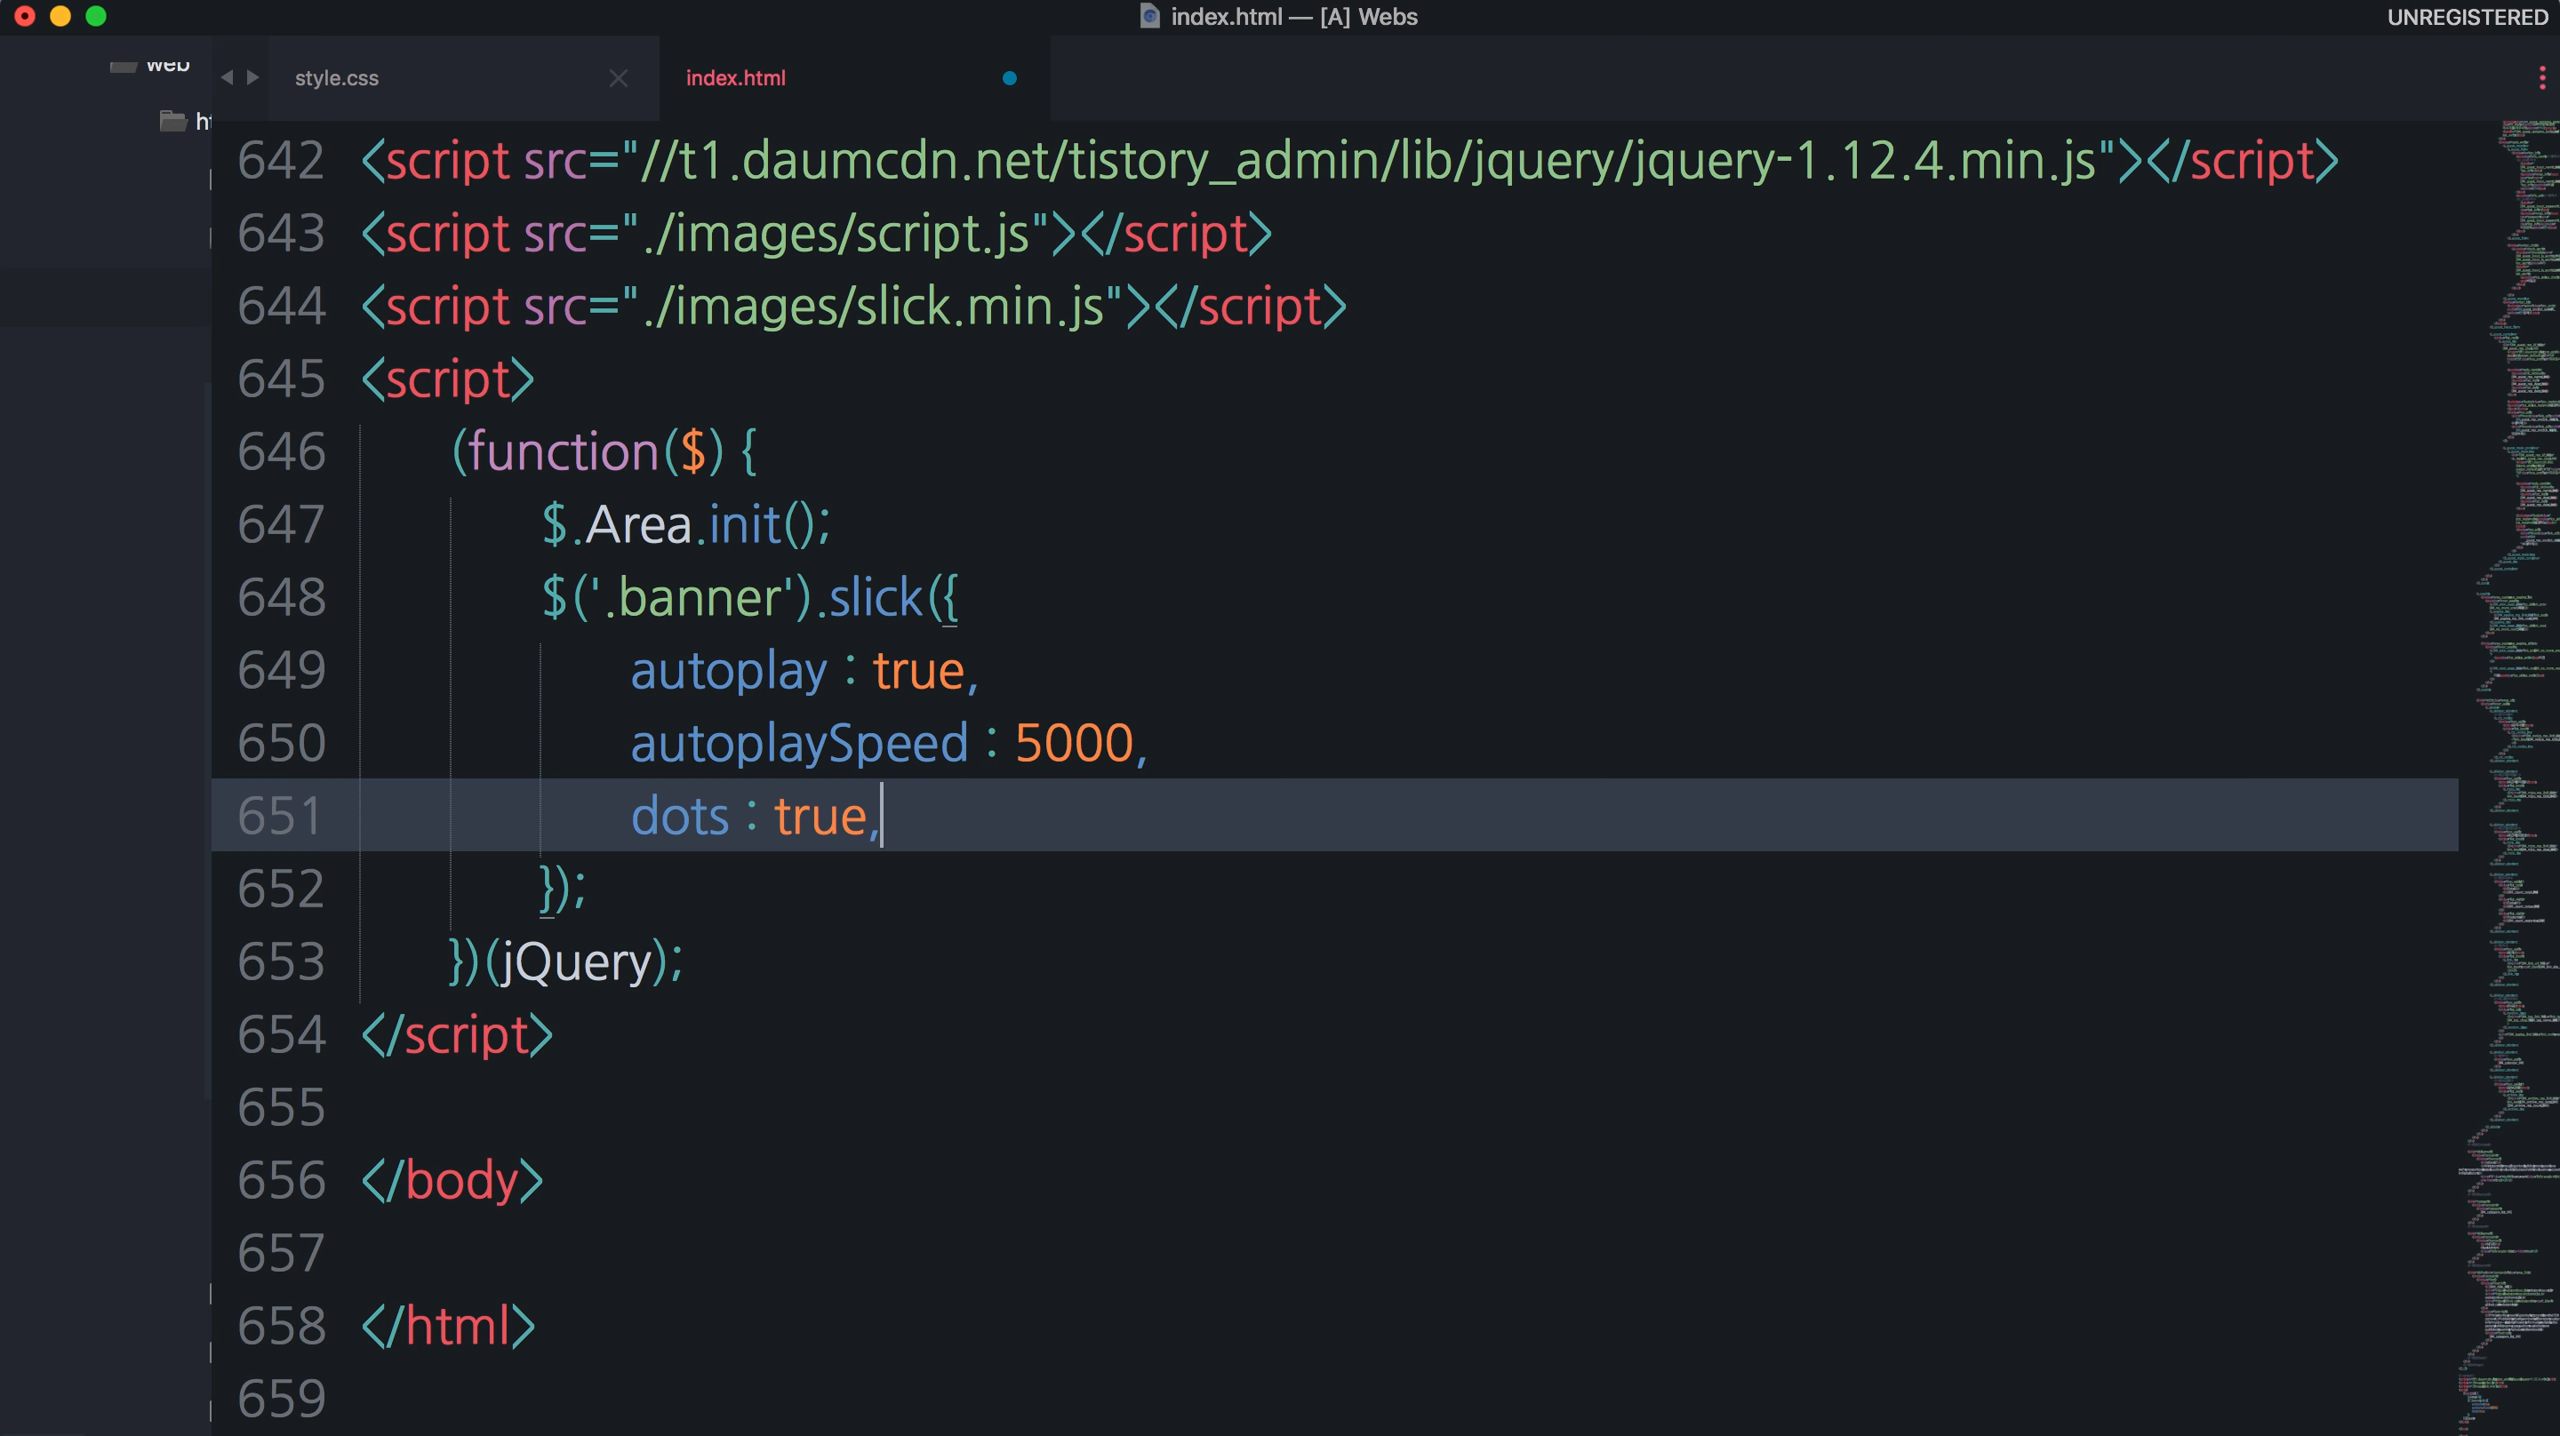 index.html — [A] Webs
UNREGISTERED
web
style.css
index.html
642 <script src="//t1.daumcdn.net/tistory_admin/lib/jquery/jquery-1.12.4.min.js"></script>
643 <script src="./images/script.js"></script>
644 <script src="./images/slick.min.js"></script>
645 <script>
646 (function($) {
647 $.Area.init();
648 $('.banner').slick({
649 autoplay : true,
650 autoplaySpeed : 5000,
651 dots : true,
652 });
653 })(jQuery);
654 </script>
655
656 </body>
657
658 </html>
659